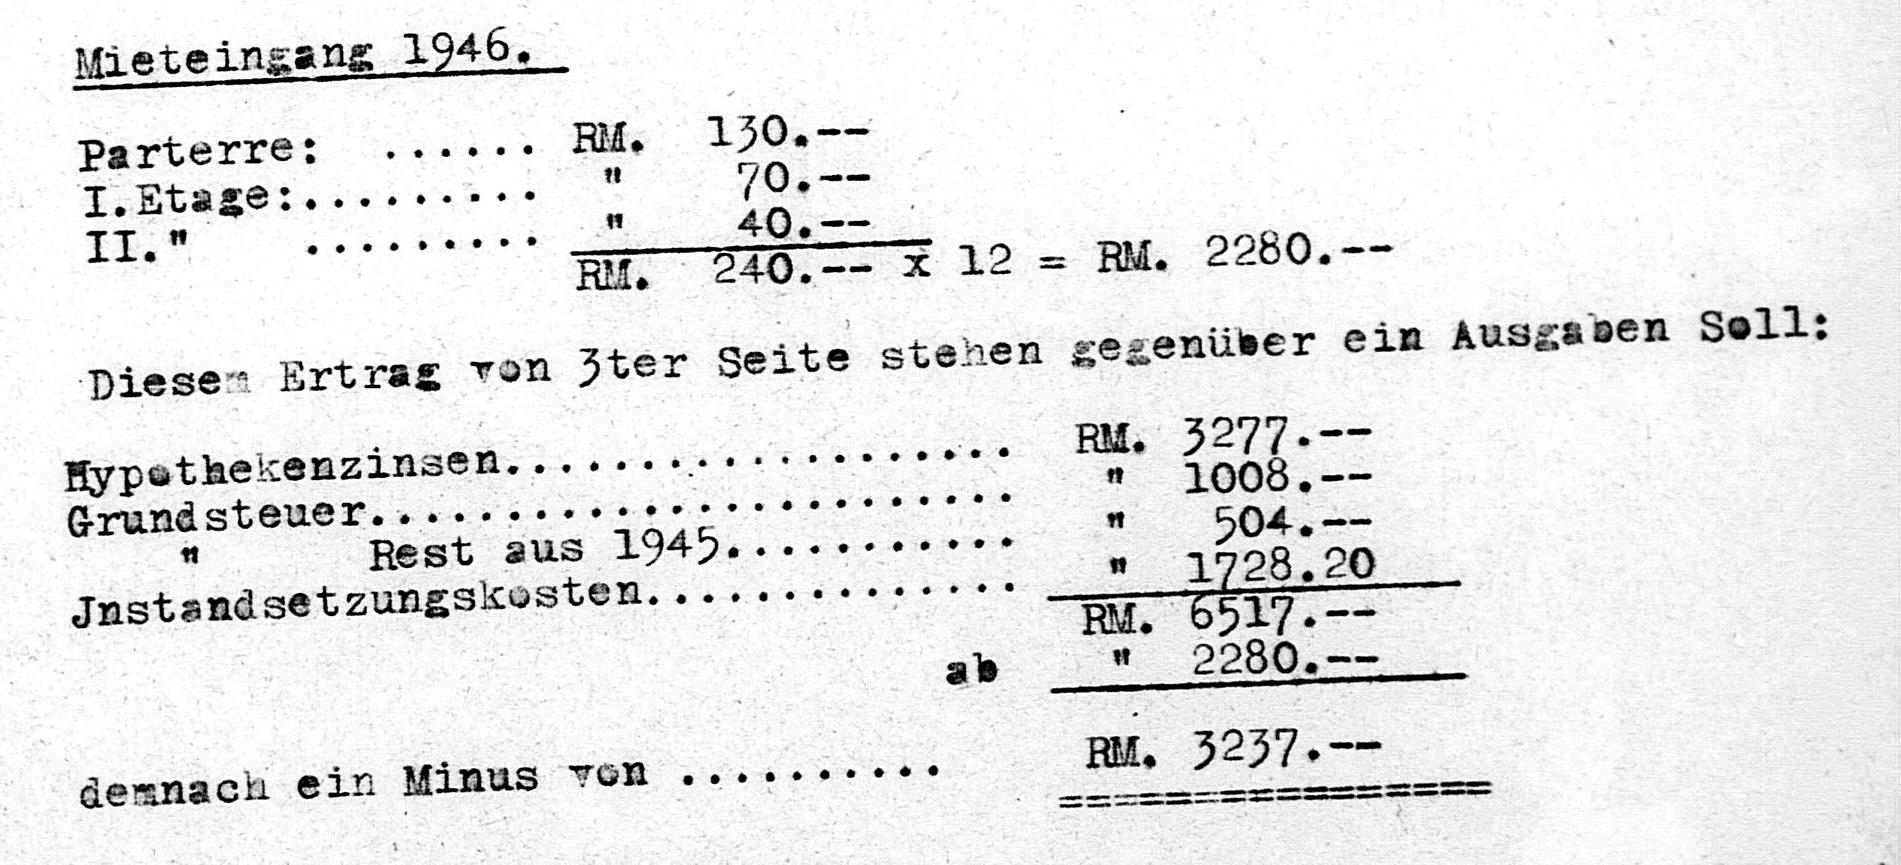 Mieteingang 1946.
Parterre: ...... RM. 130.--
I.Etage:......... " 70.--
II." ......... " 40.--
RM. 240.-- x 12 = RM. 2280.--
Diesem Ertrag von 3ter Seite stehen gegenüber ein Ausgaben Soll:
Hypothekenzinsen................... RM. 3277.--
Grundsteuer........................ " 1008.--
" Rest aus 1945........... " 504.--
Jnstandsetzungskosten.............. " 1728.20
RM. 6517.--
ab " 2280.--
RM. 3237.--
demnach ein Minus von ..........
================